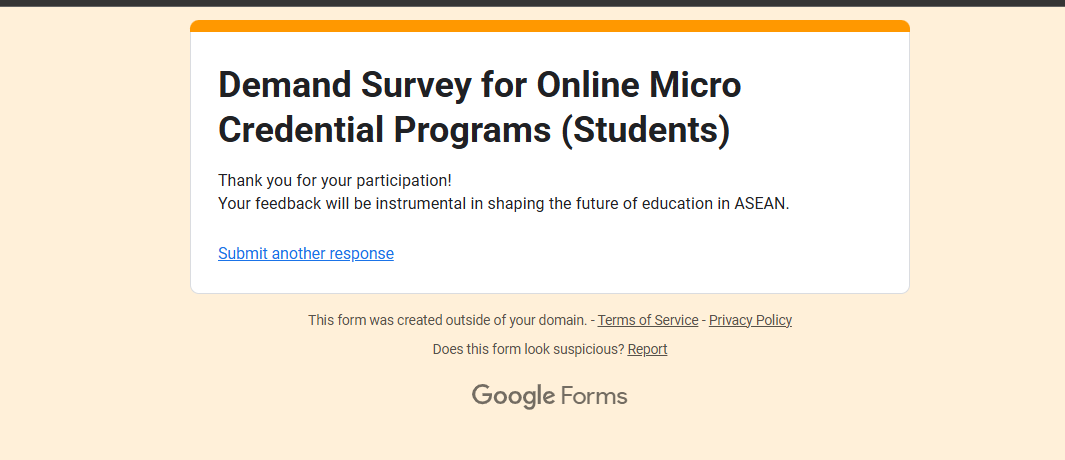 Demand Survey for Online Micro
Credential Programs (Students)
Thank you for your participation!
Your feedback will be instrumental in shaping the future of education in ASEAN.
Submit another response
This form was created outside of your domain. - Terms of Service - Privacy Policy
Does this form look suspicious? Report
Google Forms